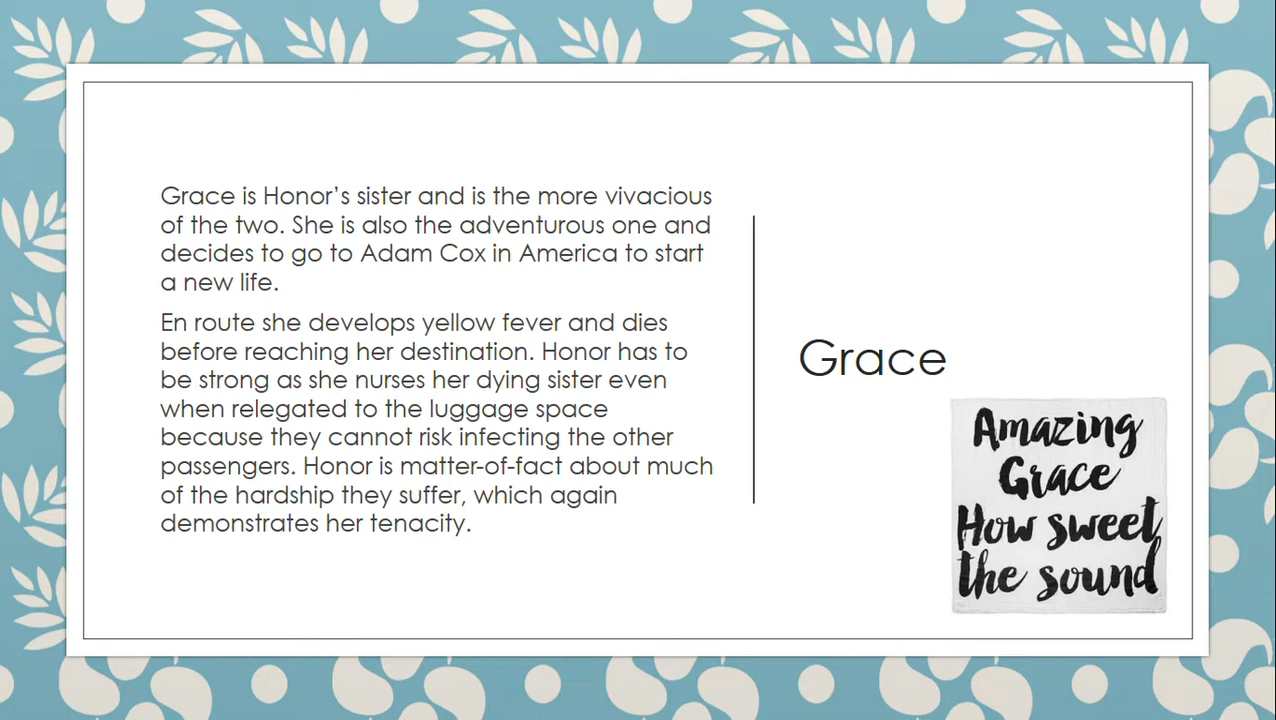 Grace is Honor’s sister and is the more vivacious
of the two. She is also the adventurous one and
decides to go to Adam Cox in America to start
a new life.
En route she develops yellow fever and dies
before reaching her destination. Honor has to
be strong as she nurses her dying sister even
when relegated to the luggage space
because they cannot risk infecting the other
passengers. Honor is matter-of-fact about much
of the hardship they suffer, which again
demonstrates her tenacity.
Grace
Amazing
Grace
How sweet
the sound